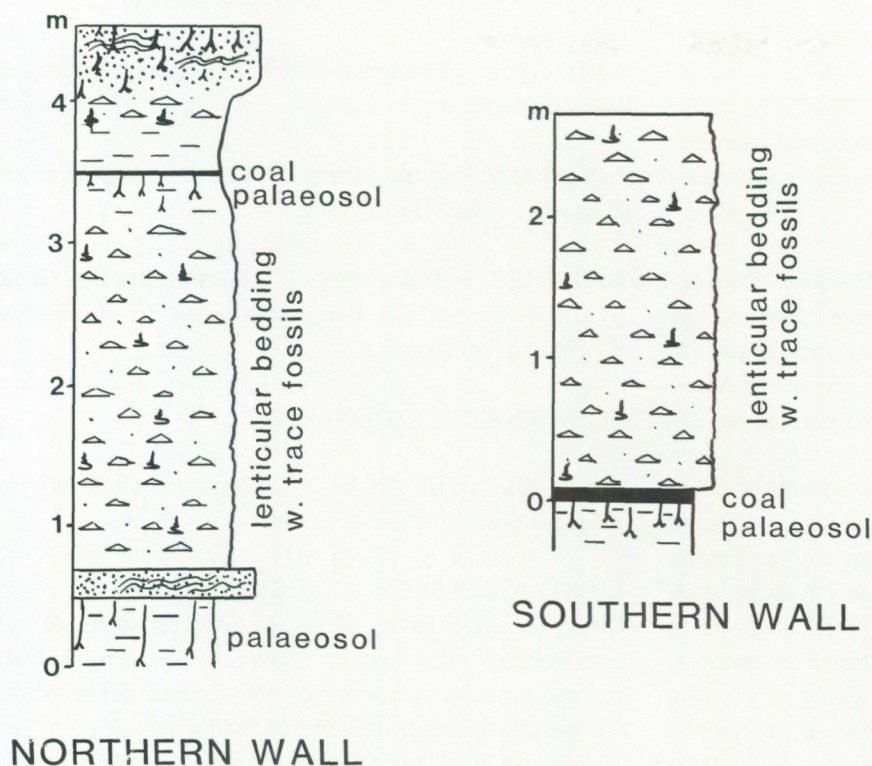 m
4
3
2
1
0
coal
palaeosol
lenticular bedding
w. trace fossils
palaeosol
NORTHERN WALL
m
2
1
0
lenticular bedding
w. trace fossils
coal
palaeosol
SOUTHERN WALL